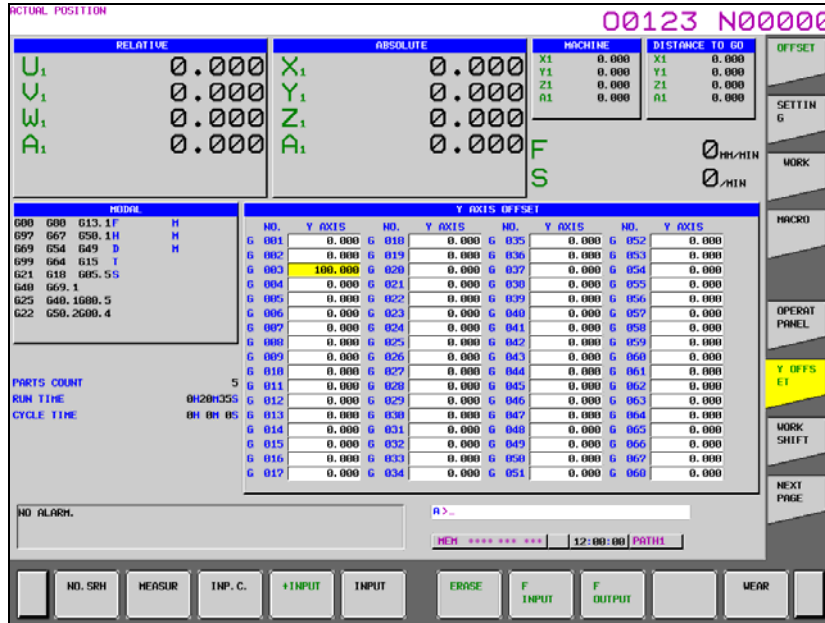 ACTUAL POSITION
O0123 N00000
RELATIVE
U1 0.000
V1 0.000
W1 0.000
A1 0.000
ABSOLUTE
X1 0.000
Y1 0.000
Z1 0.000
A1 0.000
MACHINE
X1 0.000
Y1 0.000
Z1 0.000
A1 0.000
DISTANCE TO GO
X1 0.000
Y1 0.000
Z1 0.000
A1 0.000
F 0 MM/MIN
S 0 /MIN
MODAL
G00 G80 G13.1 F M
G97 G67 G50.1 H M
G69 G54 G49 D M
G99 G64 G15 T
G21 G18 G05.5 S
G40 G69.1
G25 G40.1 G80.5
G22 G50.2 G00.4
PARTS COUNT 5
RUN TIME 0H20M35S
CYCLE TIME 0H 0M 0S
Y AXIS OFFSET
NO. Y AXIS NO. Y AXIS NO. Y AXIS NO. Y AXIS
G 001 0.000 G 018 0.000 G 035 0.000 G 052 0.000
G 002 0.000 G 019 0.000 G 036 0.000 G 053 0.000
G 003 100.000 G 020 0.000 G 037 0.000 G 054 0.000
G 004 0.000 G 021 0.000 G 038 0.000 G 055 0.000
G 005 0.000 G 022 0.000 G 039 0.000 G 056 0.000
G 006 0.000 G 023 0.000 G 040 0.000 G 057 0.000
G 007 0.000 G 024 0.000 G 041 0.000 G 058 0.000
G 008 0.000 G 025 0.000 G 042 0.000 G 059 0.000
G 009 0.000 G 026 0.000 G 043 0.000 G 060 0.000
G 010 0.000 G 027 0.000 G 044 0.000 G 061 0.000
G 011 0.000 G 028 0.000 G 045 0.000 G 062 0.000
G 012 0.000 G 029 0.000 G 046 0.000 G 063 0.000
G 013 0.000 G 030 0.000 G 047 0.000 G 064 0.000
G 014 0.000 G 031 0.000 G 048 0.000 G 065 0.000
G 015 0.000 G 032 0.000 G 049 0.000 G 066 0.000
G 016 0.000 G 033 0.000 G 050 0.000 G 067 0.000
G 017 0.000 G 034 0.000 G 051 0.000 G 068 0.000
NO ALARM.
A>_
MEM **** *** *** 12:00:00 PATH1
OFFSET
SETTIN
G
WORK
MACRO
OPERAT
PANEL
Y OFFS
ET
WORK
SHIFT
NEXT
PAGE
NO. SRH
MEASUR
INP. C.
+INPUT
INPUT
ERASE
F
INPUT
F
OUTPUT
WEAR